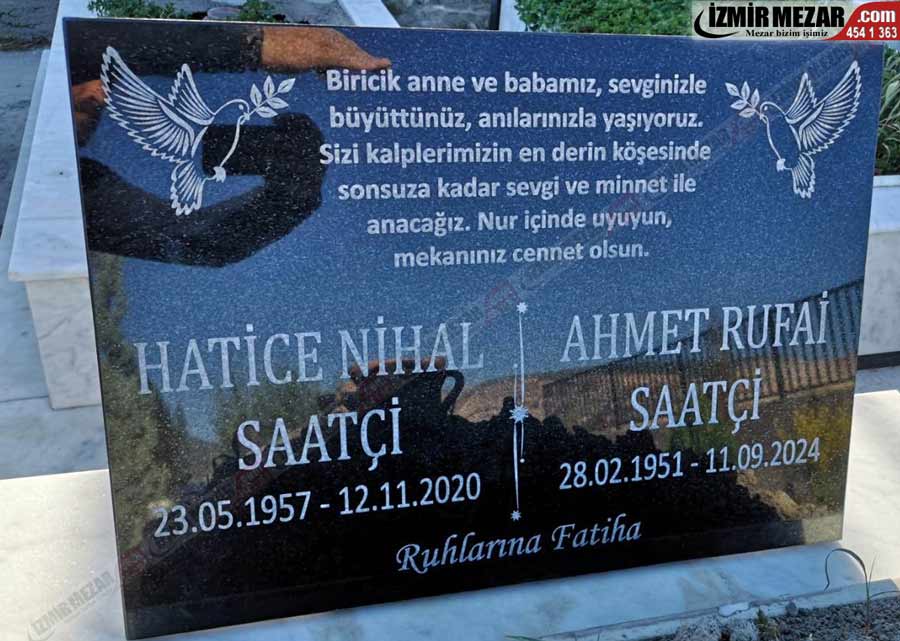 İZMİR MEZAR .com
Mezar bizim işimiz 454 1 363
Biricik anne ve babamız, sevginizle
büyüttünüz, anılarınızla yaşıyoruz.
Sizi kalplerimizin en derin köşesinde
sonsuza kadar sevgi ve minnet ile
anacağız. Nur içinde uyuyun,
mekanınız cennet olsun.
HATİCE NİHAL
SAATÇİ
23.05.1957 - 12.11.2020
AHMET RUFAİ
SAATÇİ
28.02.1951 - 11.09.2024
Ruhlarına Fatiha
İZMİR MEZAR